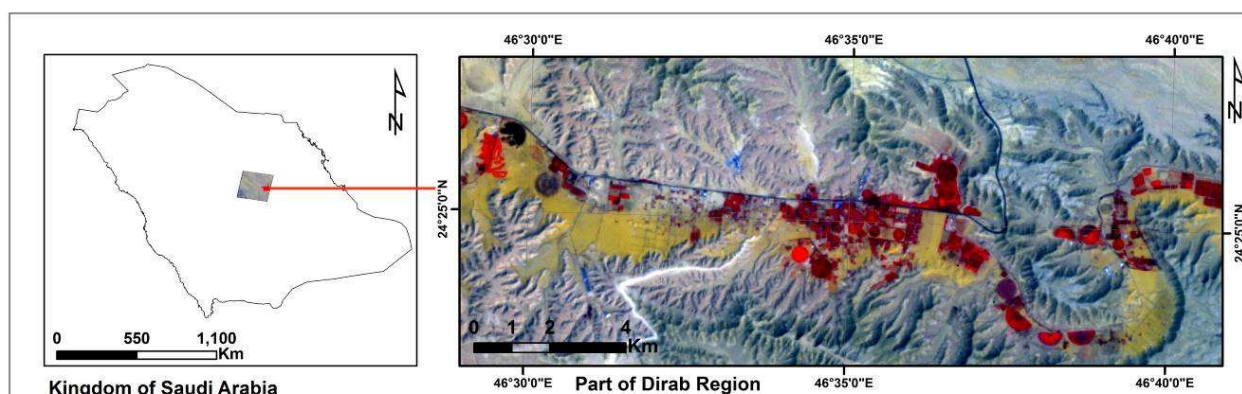 46°30'0"E 46°35'0"E 46°40'0"E
N
N
24°25'0"N
24°25'0"N
0 550 1,100
Km
0 1 2 4
Km
46°30'0"E 46°35'0"E 46°40'0"E
Kingdom of Saudi Arabia
Part of Dirab Region